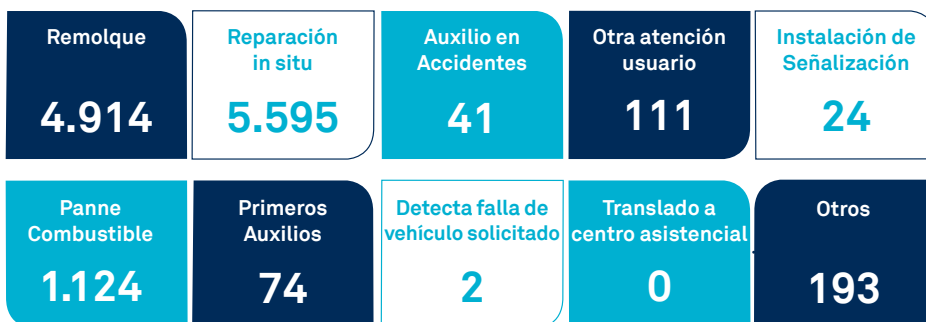 Remolque
4.914
Reparación
in situ
5.595
Auxilio en
Accidentes
41
Otra atención
usuario
111
Instalación de
Señalización
24
Panne
Combustible
1.124
Primeros
Auxilios
74
Detecta falla de
vehículo solicitado
2
Translado a
centro asistencial
0
Otros
193